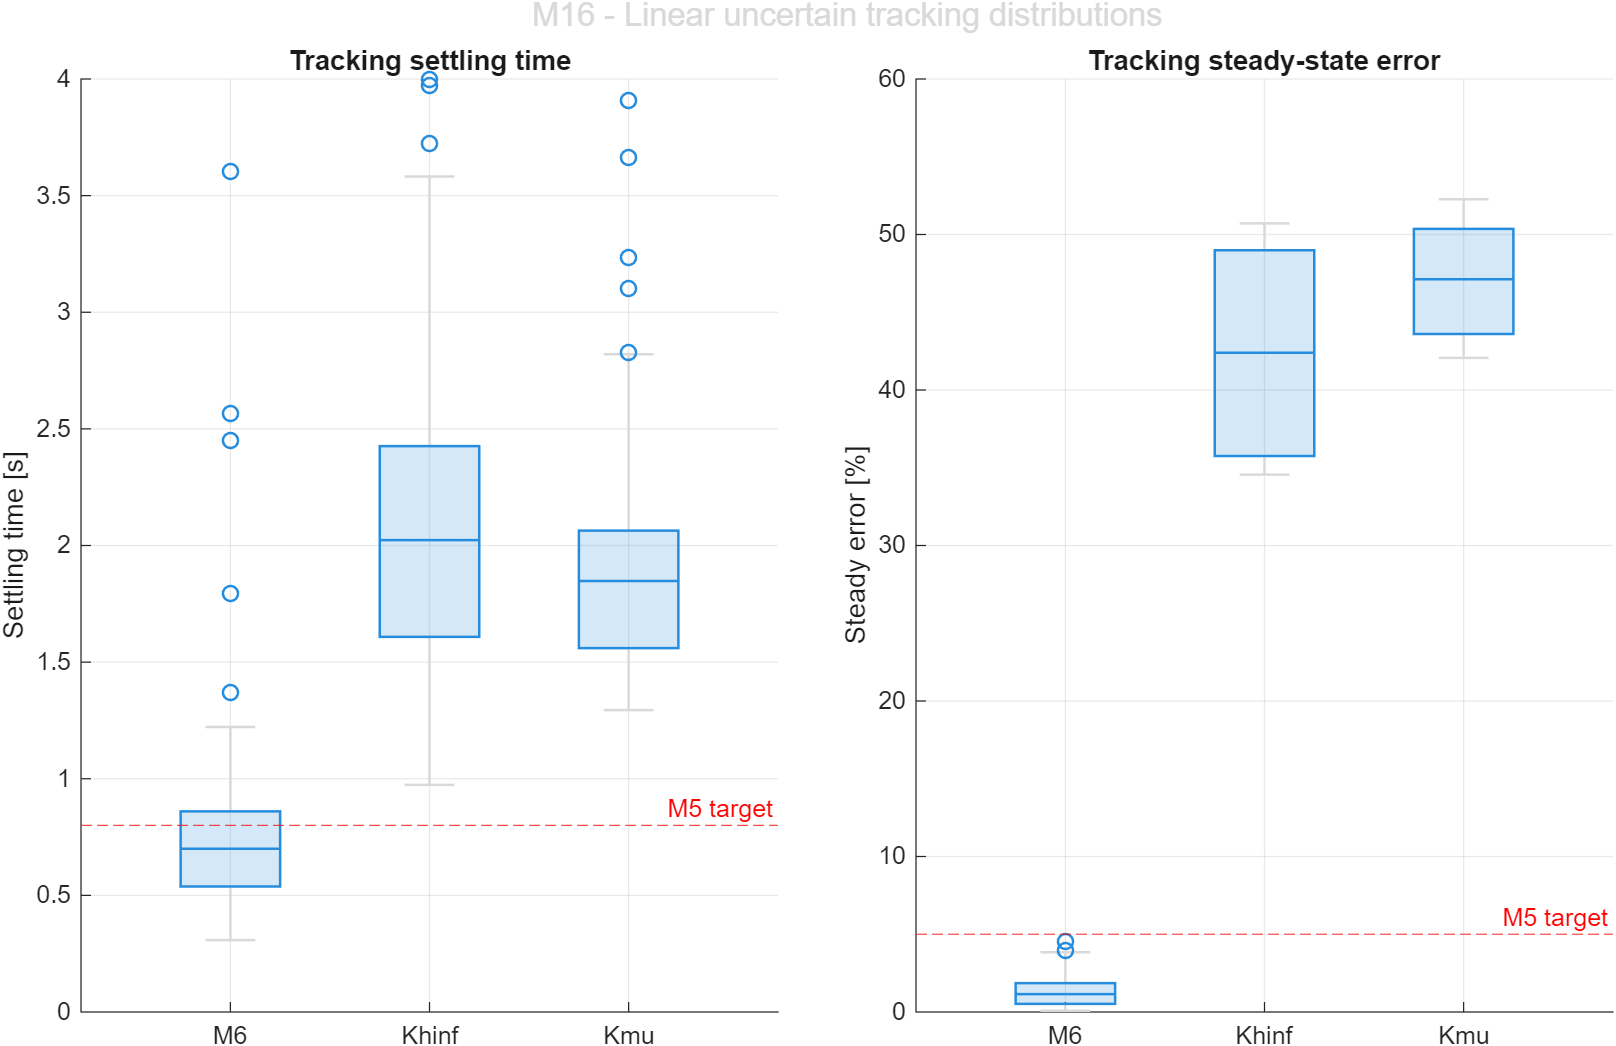 M16 - Linear uncertain tracking distributions
Tracking settling time
4
3.5
3
2.5
2
1.5
1
0.5
0
Settling time [s]
M5 target
M6
Khinf
Kmu
Tracking steady-state error
60
50
40
30
20
10
0
Steady error [%]
M5 target
M6
Khinf
Kmu